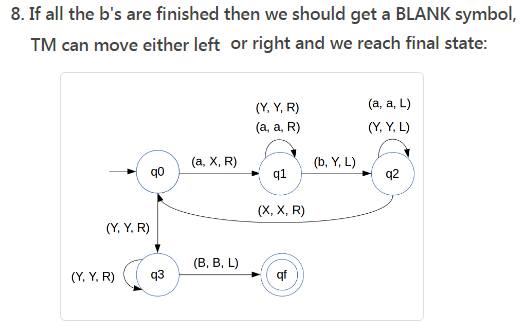 8. If all the b's are finished then we should get a BLANK symbol,
TM can move either left or right and we reach final state:
(Y, Y, R)
(a, a, R)
(a, a, L)
(Y, Y, L)
(a, X, R)
(b, Y, L)
q0
q1
q2
(X, X, R)
(Y, Y, R)
(B, B, L)
(Y, Y, R)
q3
qf